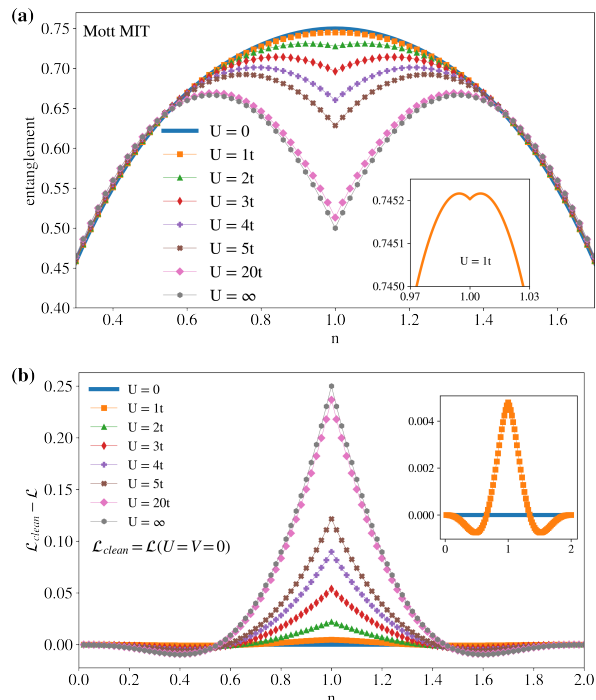 (a)
Mott MIT
entanglement
0.75
0.70
0.65
0.60
0.55
0.50
0.45
0.40
U = 0
U = 1t
U = 2t
U = 3t
U = 4t
U = 5t
U = 20t
U = ∞
0.7452
0.7451
0.7450
U = 1t
0.97
1.00
1.03
0.4
0.6
0.8
1.0
1.2
1.4
1.6
n
(b)
ℒclean − ℒ
0.25
0.20
0.15
0.10
0.05
0.00
U = 0
U = 1t
U = 2t
U = 3t
U = 4t
U = 5t
U = 20t
U = ∞
ℒclean = ℒ(U = V = 0)
0.004
0.002
0.000
0
1
2
0.0
0.2
0.4
0.6
0.8
1.0
1.2
1.4
1.6
1.8
2.0
n